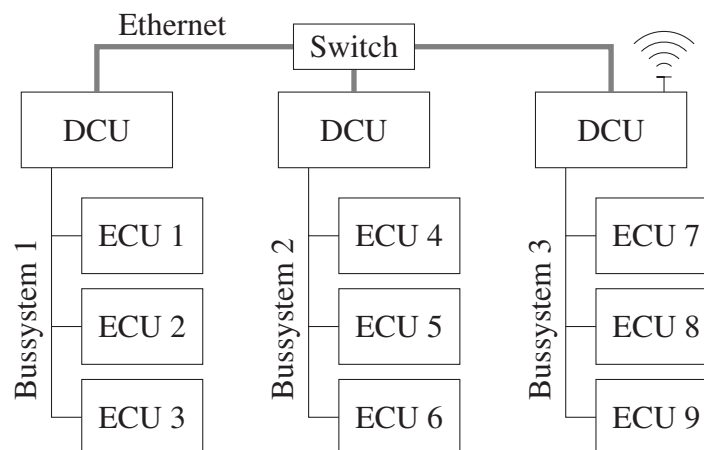 Ethernet
Switch
DCU
DCU
DCU
Bussystem 1
ECU 1
ECU 2
ECU 3
Bussystem 2
ECU 4
ECU 5
ECU 6
Bussystem 3
ECU 7
ECU 8
ECU 9